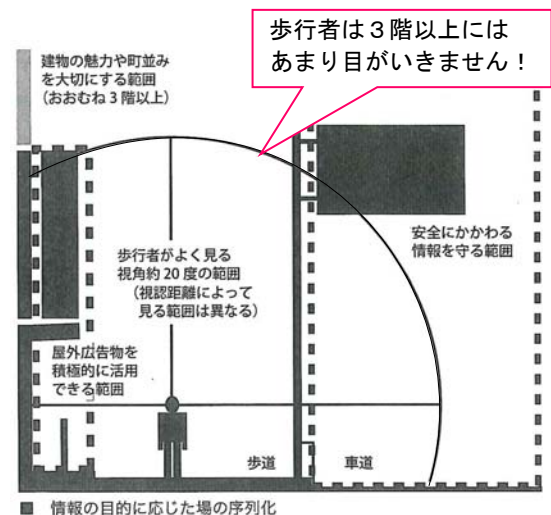 歩行者は３階以上には
あまり目がいきません！
建物の魅力や町並み
を大切にする範囲
（おおむね３階以上）
安全にかかわる
情報を守る範囲
歩行者がよく見る
視角約20度の範囲
（視認距離によって
見る範囲は異なる）
屋外広告物を
積極的に活用
できる範囲
歩道
車道
■ 情報の目的に応じた場の序列化